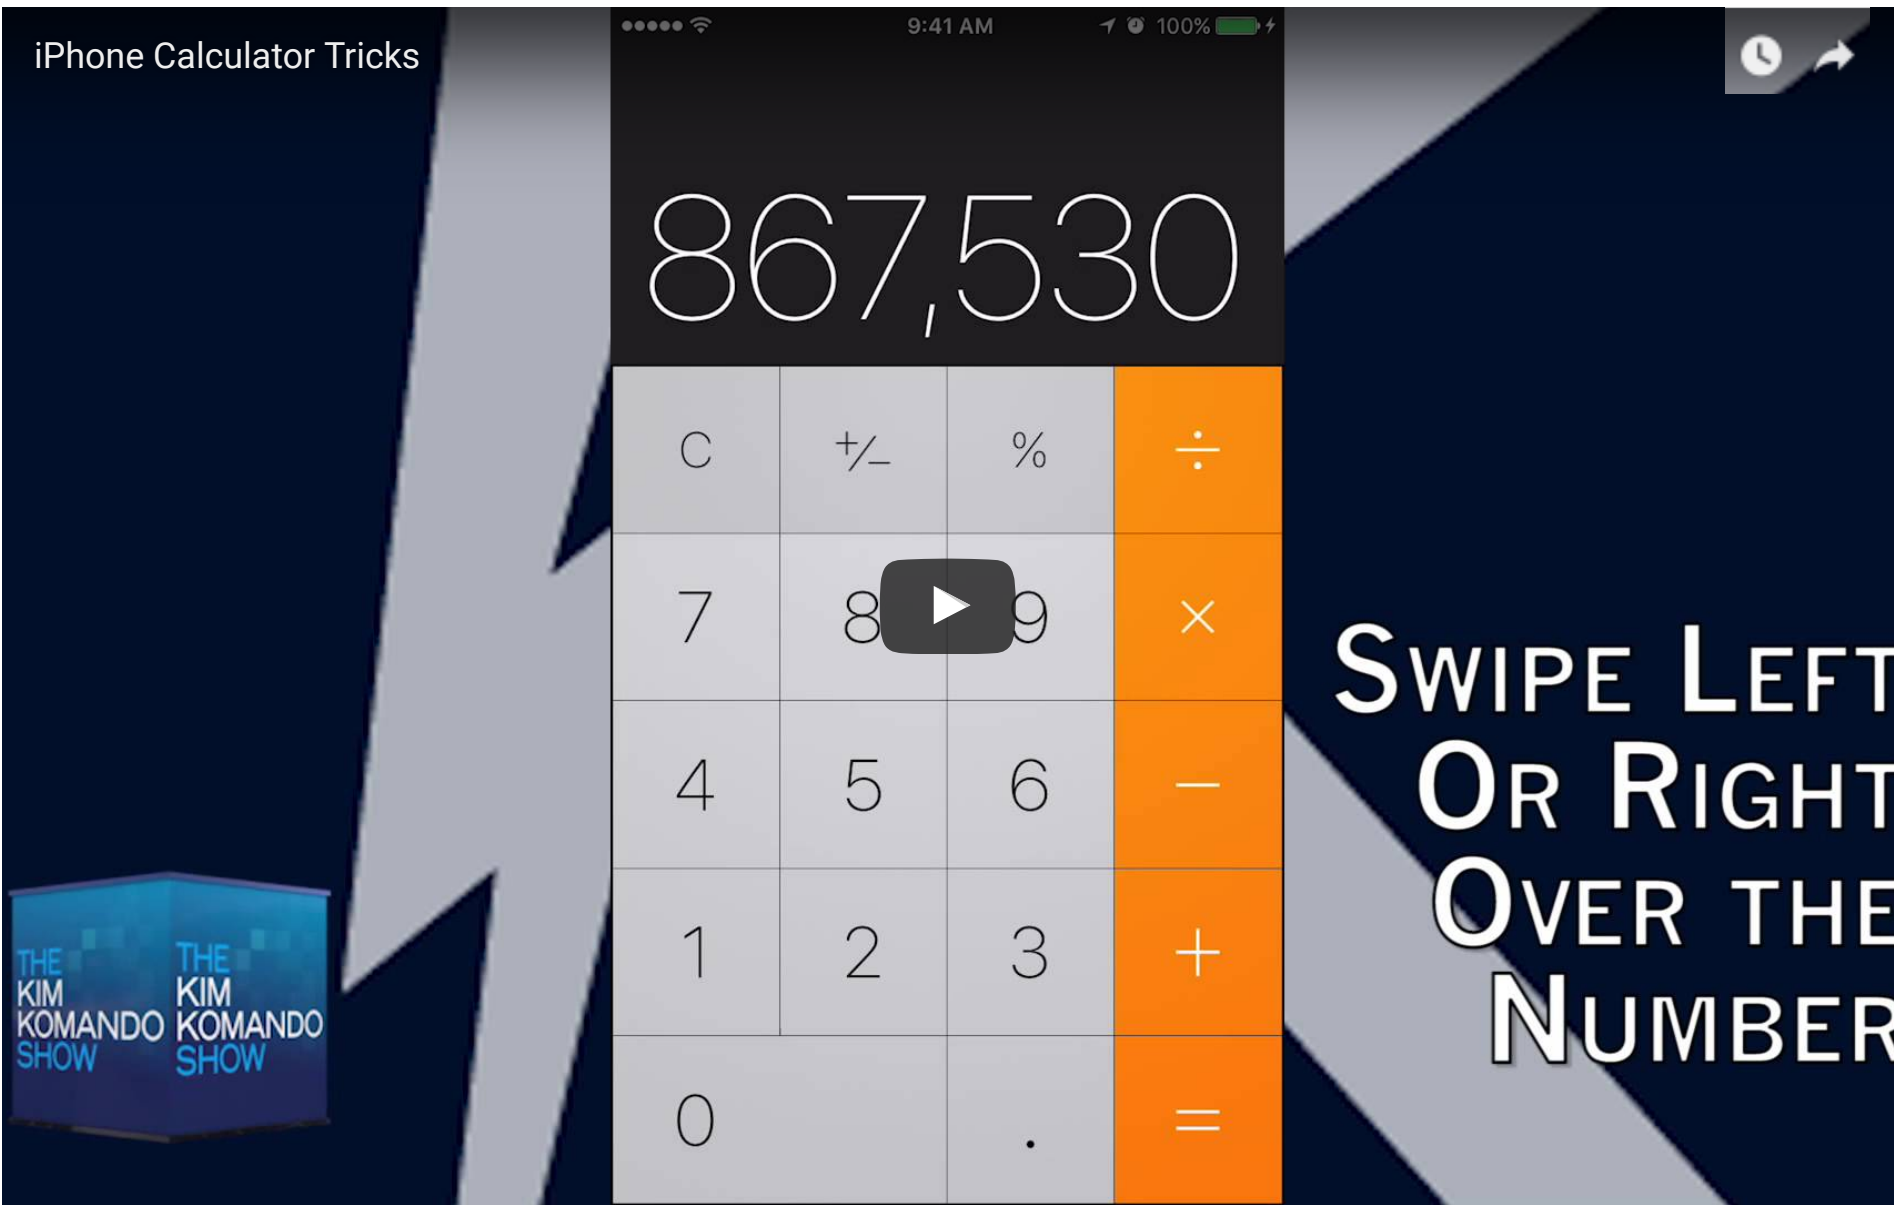 iPhone Calculator Tricks
9:41 AM
100%
867,530
C +/− % ÷
7 8 9 ×
4 5 6 −
1 2 3 +
0 . =
SWIPE LEFT
OR RIGHT
OVER THE
NUMBER
THE
KIM
KOMANDO
SHOW
THE
KIM
KOMANDO
SHOW